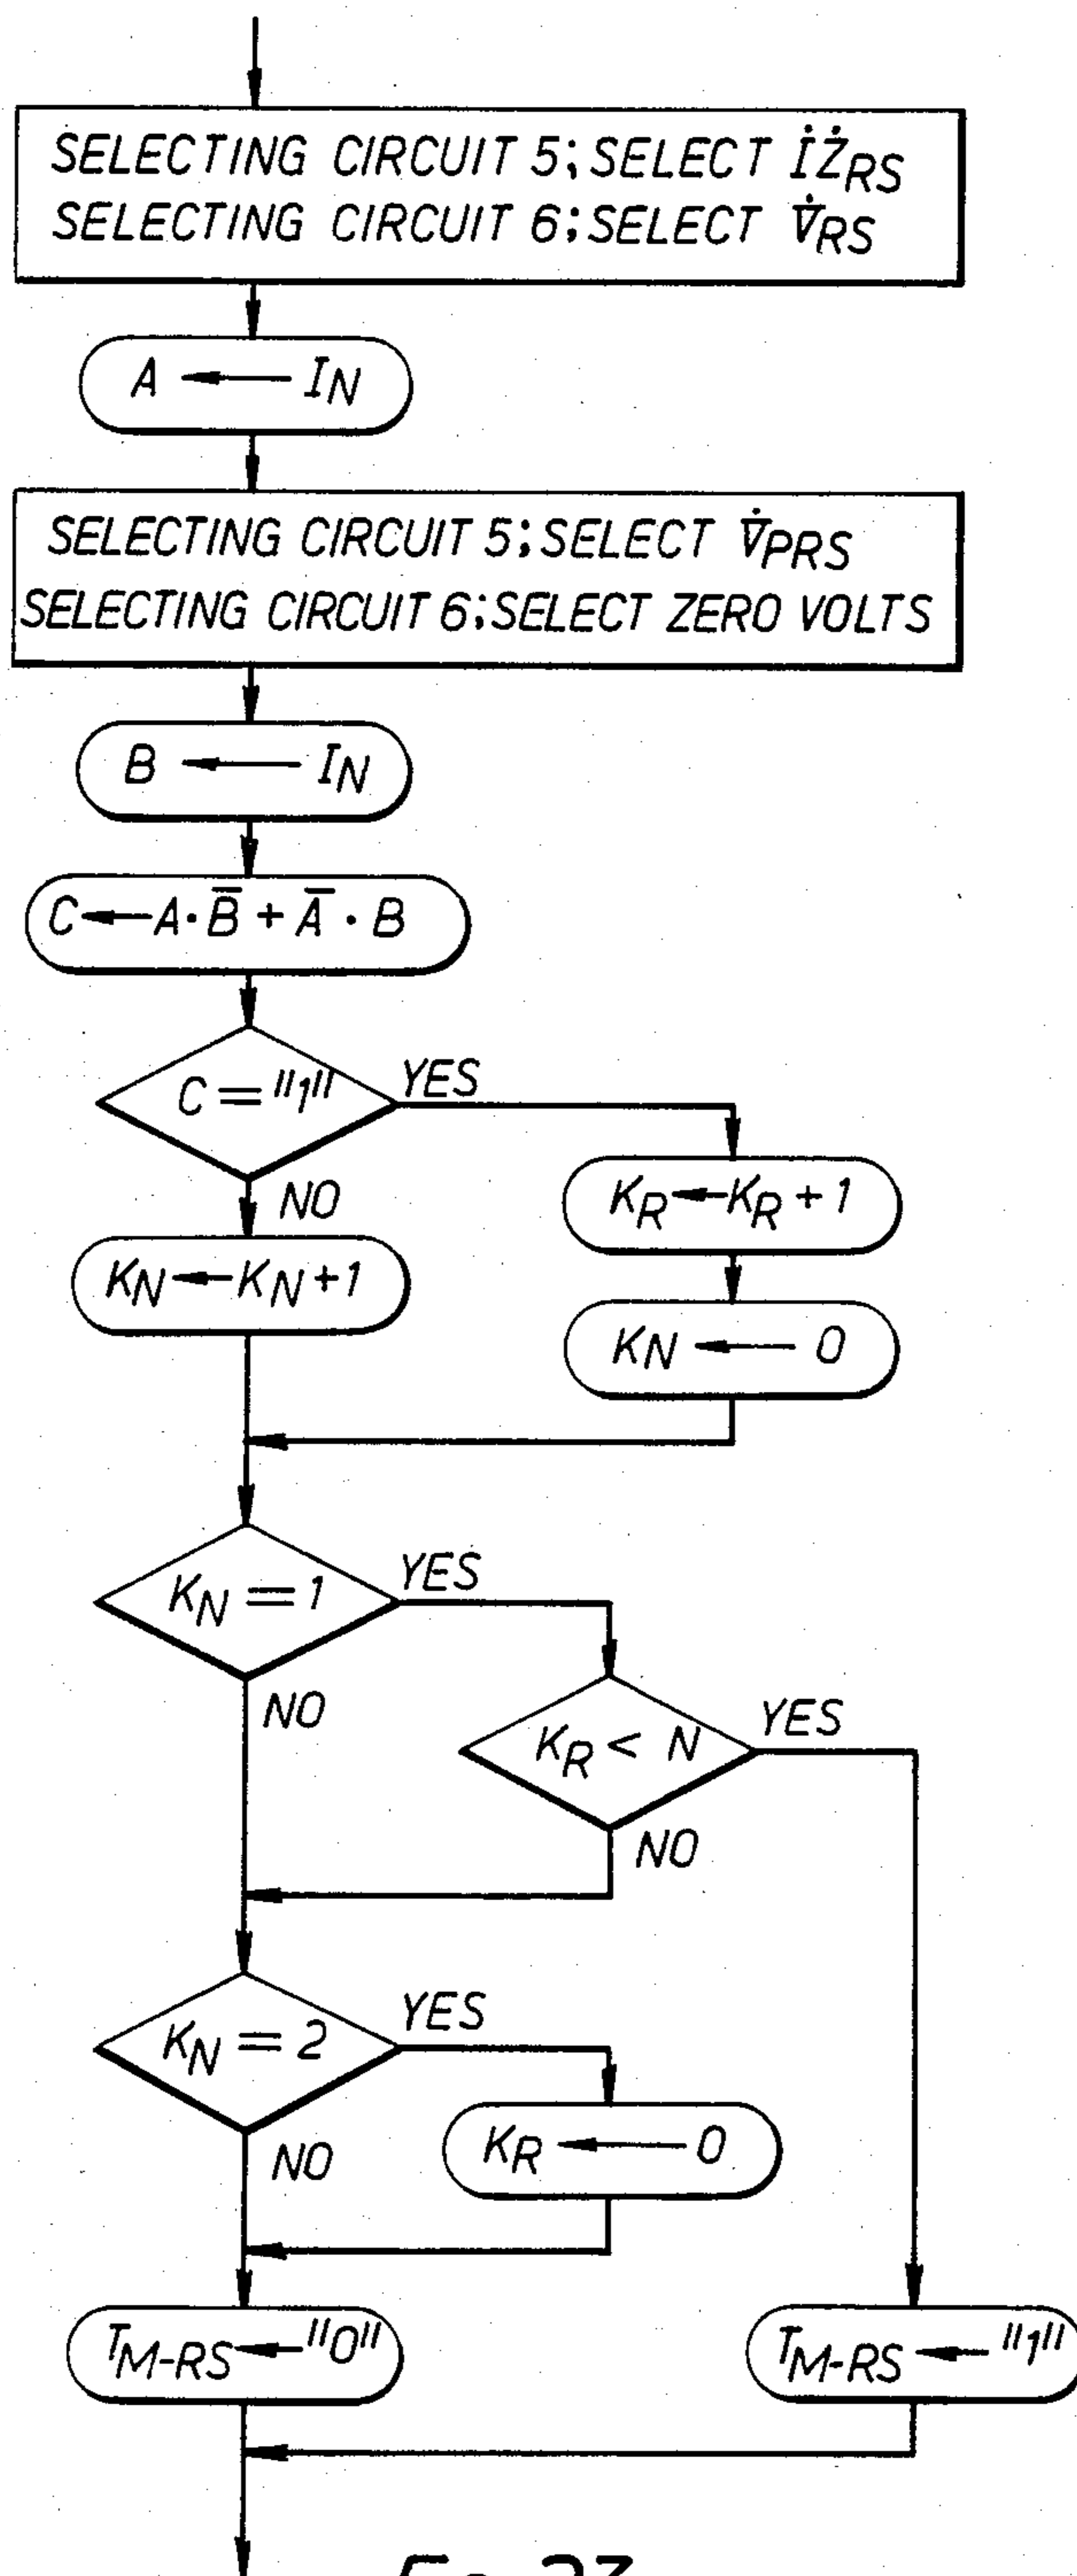 SELECTING CIRCUIT 5; SELECT İŻRS
SELECTING CIRCUIT 6; SELECT V̇RS
A ← IN
SELECTING CIRCUIT 5; SELECT V̇PRS
SELECTING CIRCUIT 6; SELECT ZERO VOLTS
B ← IN
C ← A · B̅ + A̅ · B
C = "1"
YES
NO
KR ← KR + 1
KN ← KN + 1
KN ← 0
KN = 1
YES
NO
KR < N
YES
NO
KN = 2
YES
NO
KR ← 0
TM-RS ← "0"
TM-RS ← "1"